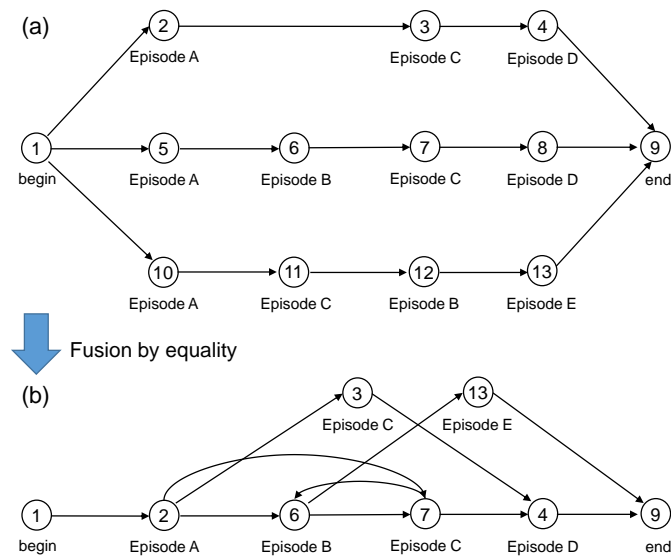 (a)
2
3
4
Episode A
Episode C
Episode D
1
5
6
7
8
9
begin
Episode A
Episode B
Episode C
Episode D
end
10
11
12
13
Episode A
Episode C
Episode B
Episode E
Fusion by equality
(b)
3
13
Episode C
Episode E
1
2
6
7
4
9
begin
Episode A
Episode B
Episode C
Episode D
end